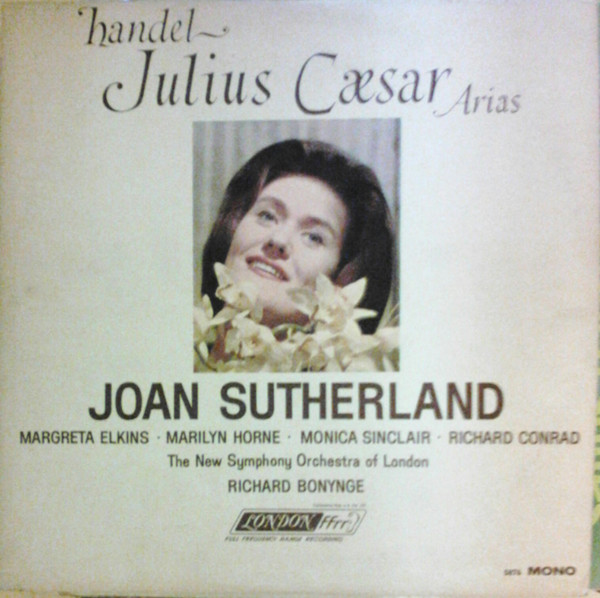 handel
Julius Cæsar Arias
JOAN SUTHERLAND
MARGRETA ELKINS · MARILYN HORNE · MONICA SINCLAIR · RICHARD CONRAD
The New Symphony Orchestra of London
RICHARD BONYNGE
LONDON ffrr
FULL FREQUENCY RANGE RECORDING
MONO